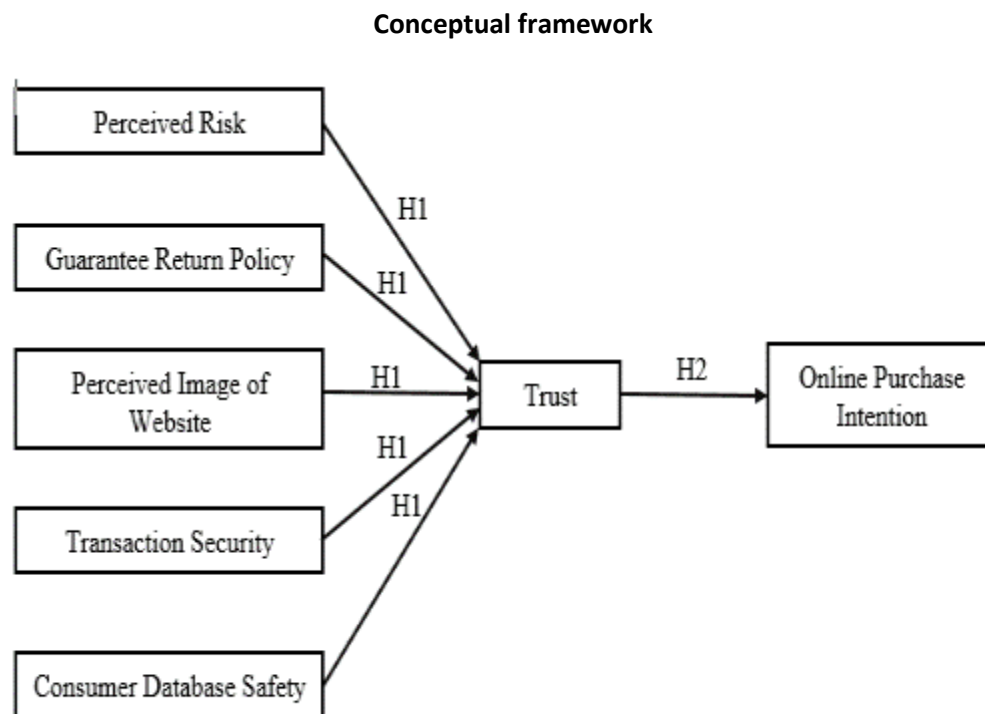 Conceptual framework
Perceived Risk
H1
Guarantee Return Policy
H1
Perceived Image of
Website
H1
Trust
H2
Online Purchase
Intention
H1
Transaction Security
H1
Consumer Database Safety